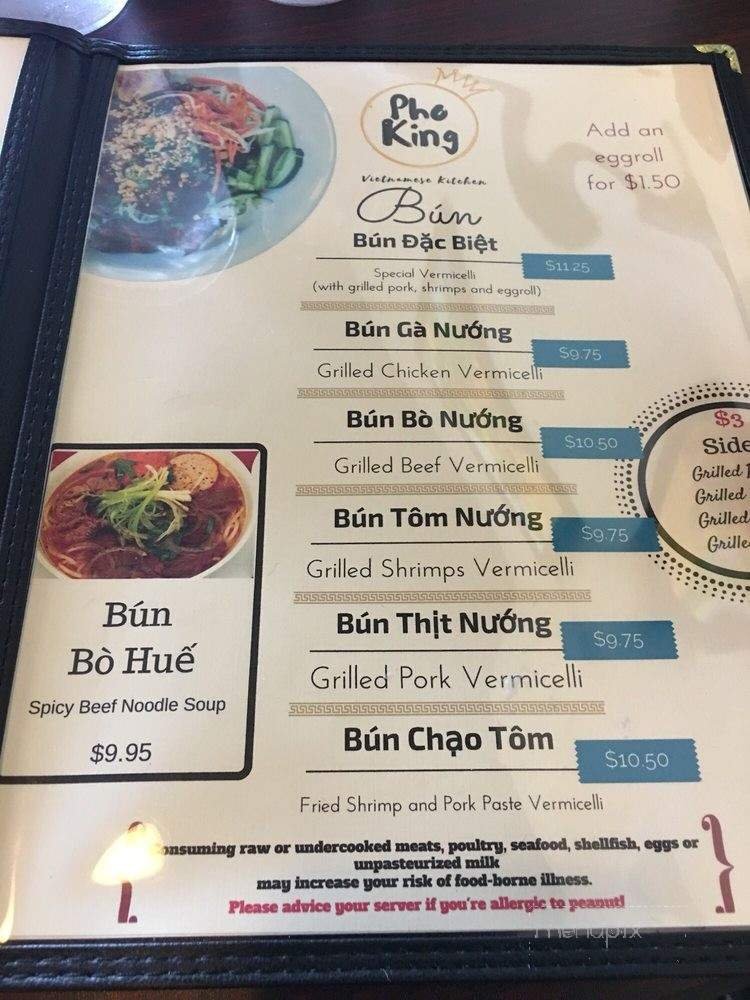 Pho
King
Vietnamese Kitchen
Bún
Add an
eggroll
for $1.50
Bún Đặc Biệt
$11.25
Special Vermicelli
(with grilled pork, shrimps and eggroll)
Bún Gà Nướng
$9.75
Grilled Chicken Vermicelli
Bún Bò Nướng
$10.50
Grilled Beef Vermicelli
Bún Tôm Nướng
$9.75
Grilled Shrimps Vermicelli
Bún Thịt Nướng
$9.75
Grilled Pork Vermicelli
Bún Chạo Tôm
$10.50
Fried Shrimp and Pork Paste Vermicelli
$3
Side
Grilled
Grilled
Grilled
Grille
Bún
Bò Huế
Spicy Beef Noodle Soup
$9.95
onsuming raw or undercooked meats, poultry, seafood, shellfish, eggs or
unpasteurized milk
may increase your risk of food-borne illness.
Please advice your server if you're allergic to peanut!
menupix